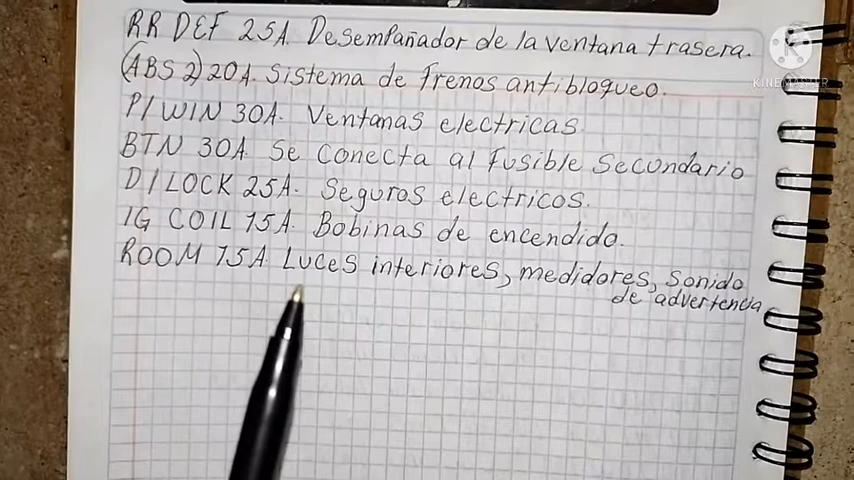 RR DEF 25A. Desempañador de la ventana trasera.
(ABS 2) 20A. Sistema de frenos antibloqueo.
P/WIN 30A. Ventanas electricas.
BTN 30A. Se conecta al fusible secondario
D/LOCK 25A. Seguros electricos.
IG COIL 15A. Bobinas de encendido.
ROOM 15A. Luces interiores, medidores, sonido
de advertencia
KINEMASTER